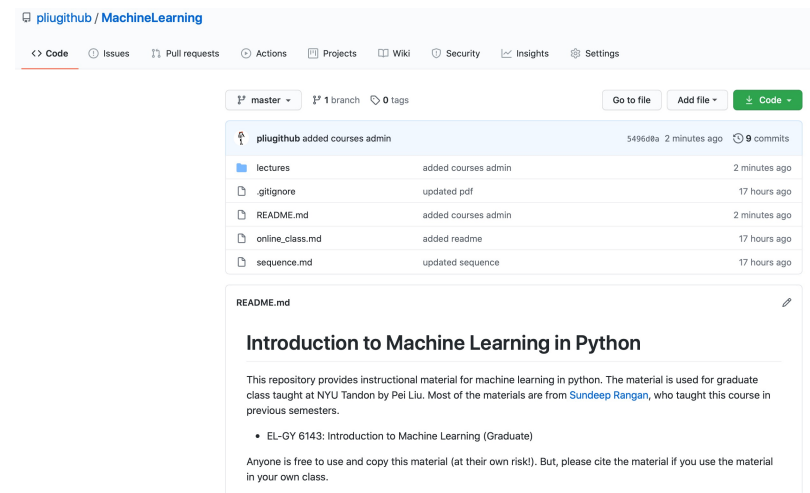 pliugithub / MachineLearning
Code Issues Pull requests Actions Projects Wiki Security Insights Settings
master 1 branch 0 tags Go to file Add file Code
pliugithub added courses admin 5496d0a 2 minutes ago 9 commits
lectures added courses admin 2 minutes ago
.gitignore updated pdf 17 hours ago
README.md added courses admin 2 minutes ago
online_class.md added readme 17 hours ago
sequence.md updated sequence 17 hours ago
README.md
Introduction to Machine Learning in Python
This repository provides instructional material for machine learning in python. The material is used for graduate
class taught at NYU Tandon by Pei Liu. Most of the materials are from Sundeep Rangan, who taught this course in
previous semesters.
• EL-GY 6143: Introduction to Machine Learning (Graduate)
Anyone is free to use and copy this material (at their own risk!). But, please cite the material if you use the material
in your own class.